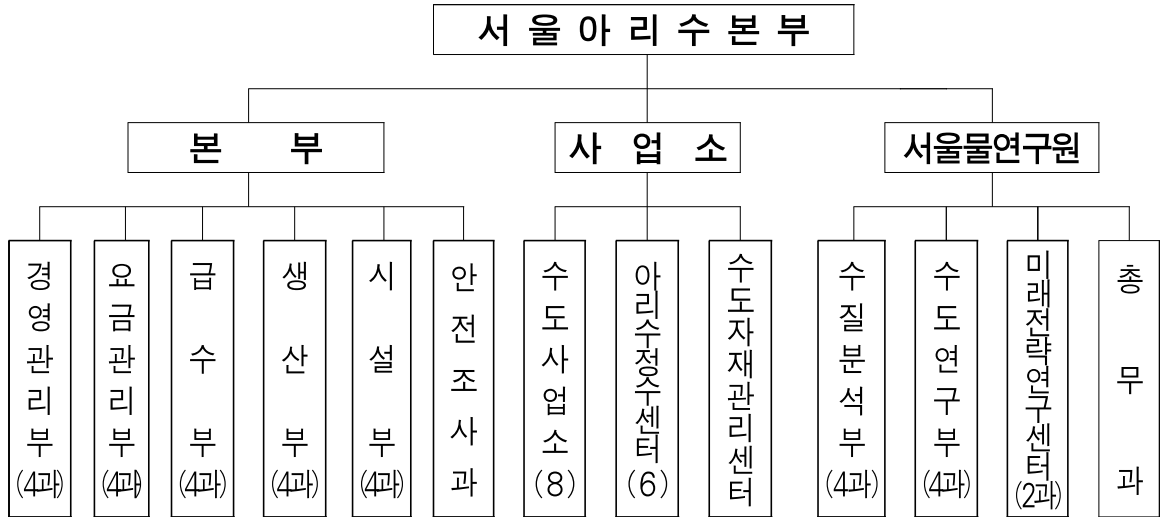 서울아리수본부
본 부
사 업 소
서울물연구원
경영관리부(4과)
요금관리부(4과)
급수부(4과)
생산부(4과)
시설부(4과)
안전조사과
수도사업소(8)
아리수정수센터(6)
수도자재관리센터
수질분석부(4과)
수도연구부(4과)
미래전략연구센터(2과)
총무과